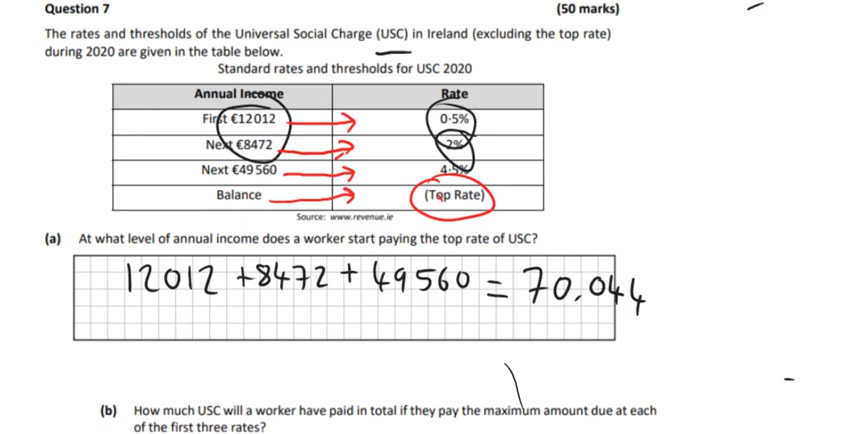 Question 7 (50 marks)
The rates and thresholds of the Universal Social Charge (USC) in Ireland (excluding the top rate)
during 2020 are given in the table below.
Standard rates and thresholds for USC 2020
Annual Income Rate
First €12012 0·5%
Next €8472 2%
Next €49560 4·5%
Balance (Top Rate)
Source: www.revenue.ie
(a) At what level of annual income does a worker start paying the top rate of USC?
12012 + 8472 + 49560 = 70.044
(b) How much USC will a worker have paid in total if they pay the maximum amount due at each
of the first three rates?